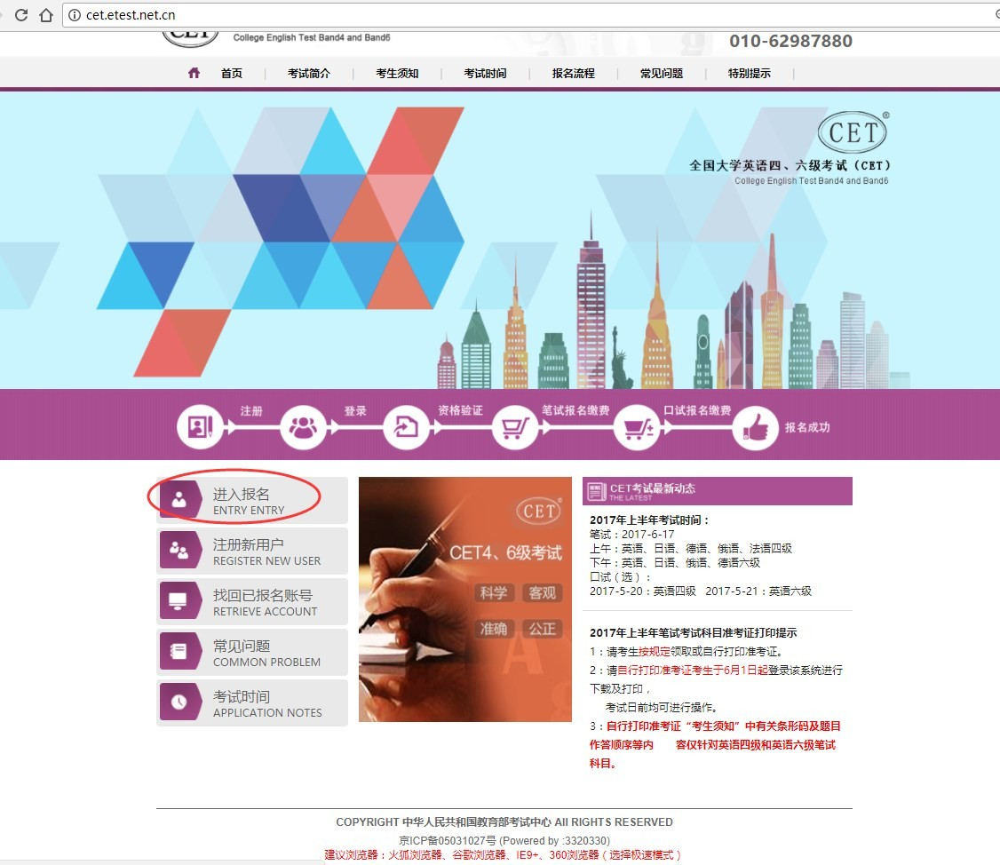 cet.etest.net.cn
CET
College English Test Band4 and Band6
010-62987880
首页 考试简介 考生须知 考试时间 报名流程 常见问题 特别提示
CET®
全国大学英语四、六级考试（CET）
College English Test Band4 and Band6
注册 登录 资格验证 笔试报名缴费 口试报名缴费 报名成功
进入报名
ENTRY ENTRY
注册新用户
REGISTER NEW USER
找回已报名账号
RETRIEVE ACCOUNT
常见问题
COMMON PROBLEM
考试时间
APPLICATION NOTES
CET®
CET4、6级考试
科学 客观
准确 公正
CET考试最新动态
THE LATEST
2017年上半年考试时间：
笔试：2017-6-17
上午：英语、日语、德语、俄语、法语四级
下午：英语、日语、俄语、德语六级
口试（选）：
2017-5-20：英语四级 2017-5-21：英语六级
2017年上半年笔试考试科目准考证打印提示
1：请考生按规定领取或自行打印准考证。
2：请自行打印准考证考生于6月1日起登录该系统进行
下载及打印，
考试日前均可进行操作。
3：自行打印准考证“考生须知”中有关条形码及题目
作答顺序等内 容仅针对英语四级和英语六级笔试
科目。
COPYRIGHT 中华人民共和国教育部考试中心 All RIGHTS RESERVED
京ICP备05031027号 (Powered by :3320330)
建议浏览器：火狐浏览器、谷歌浏览器、IE9+、360浏览器（选择极速模式）